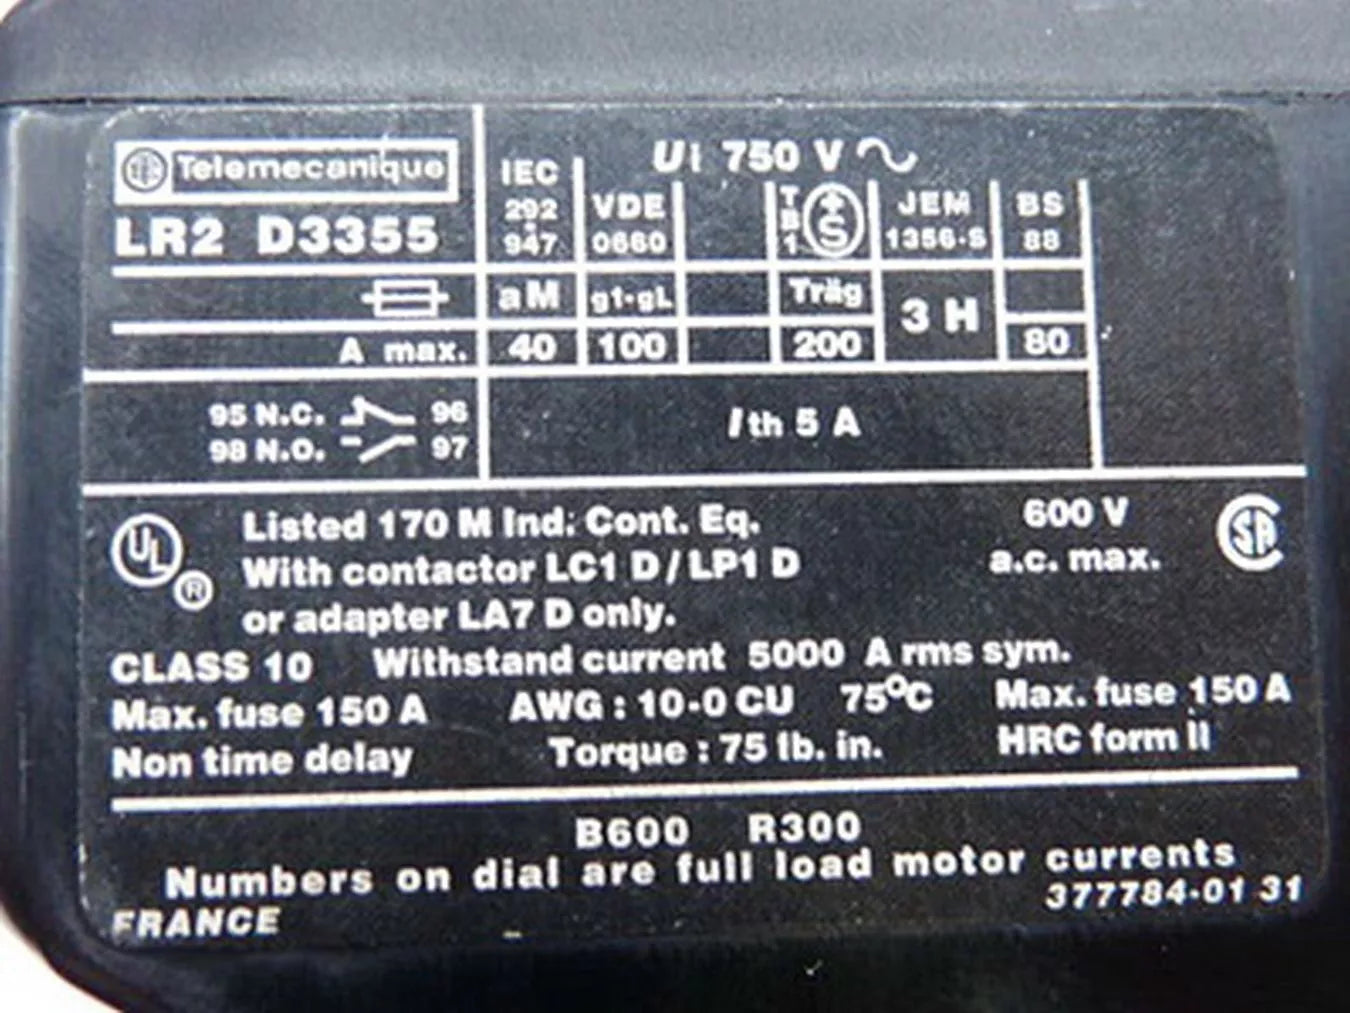 Telemecanique
LR2 D3355
Ui 750 V
IEC 292 947
VDE 0660
TB1 S
JEM 1356-S
BS 88
aM
g1-gL
Träg
3 H
A max.
40
100
200
80
95 N.C. 96
98 N.O. 97
Ith 5 A
UL ®
Listed 170 M Ind. Cont. Eq.
600 V
SA
With contactor LC1 D / LP1 D
a.c. max.
or adapter LA7 D only.
CLASS 10 Withstand current 5000 A rms sym.
Max. fuse 150 A AWG : 10-0 CU 75°C Max. fuse 150 A
Non time delay Torque : 75 lb. in. HRC form II
B600 R300
Numbers on dial are full load motor currents
377784-01 31
FRANCE